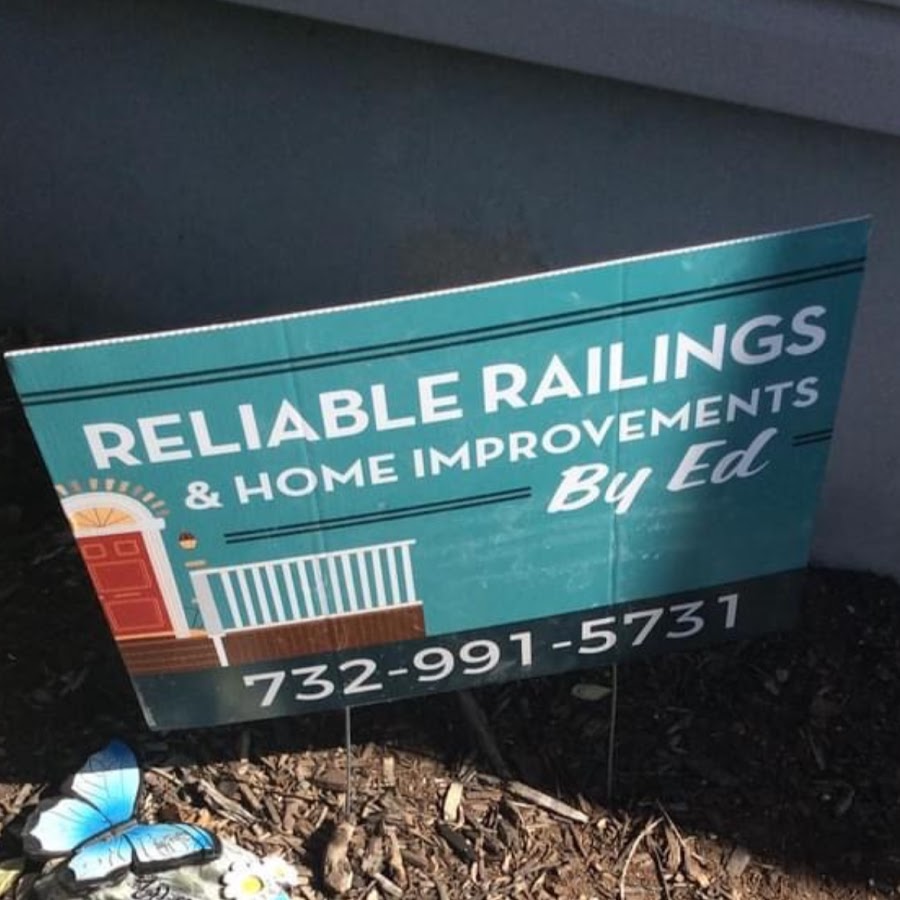 RELIABLE RAILINGS
& HOME IMPROVEMENTS
By Ed
732-991-5731